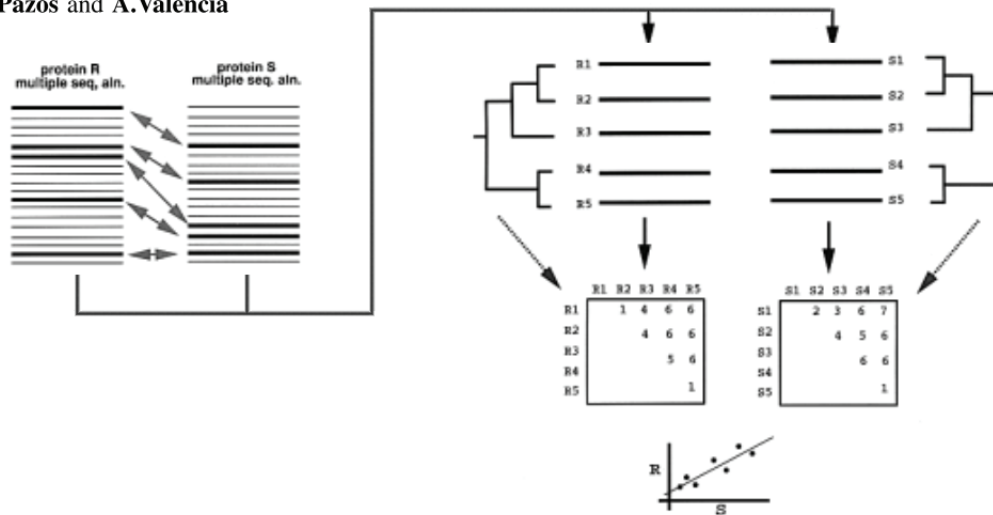 Pazos and A.Valencia
protein R
multiple seq, aln.
protein S
multiple seq. aln.
R1
R2
R3
R4
R5
S1
S2
S3
S4
S5
R1 R2 R3 R4 R5
R1 1 4 6 6
R2 4 6 6
R3 5 6
R4
R5 1
S1 S2 S3 S4 S5
S1 2 3 6 7
S2 4 5 6
S3 6 6
S4
S5 1
R
S